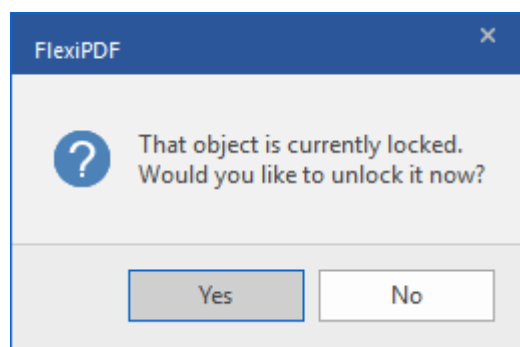 FlexiPDF
That object is currently locked.
Would you like to unlock it now?
Yes
No